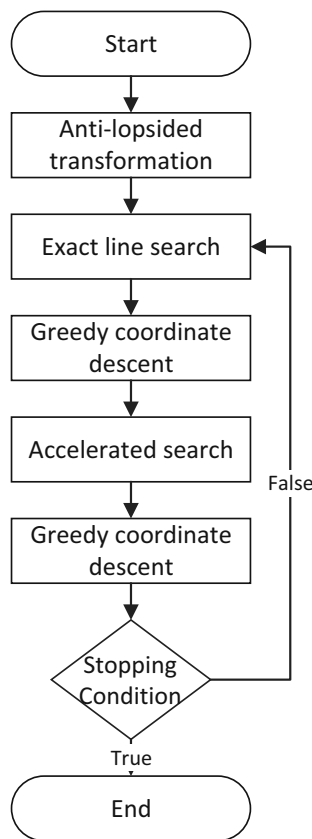 Start
Anti-lopsided
transformation
Exact line search
Greedy coordinate
descent
Accelerated search
False
Greedy coordinate
descent
Stopping
Condition
True
End